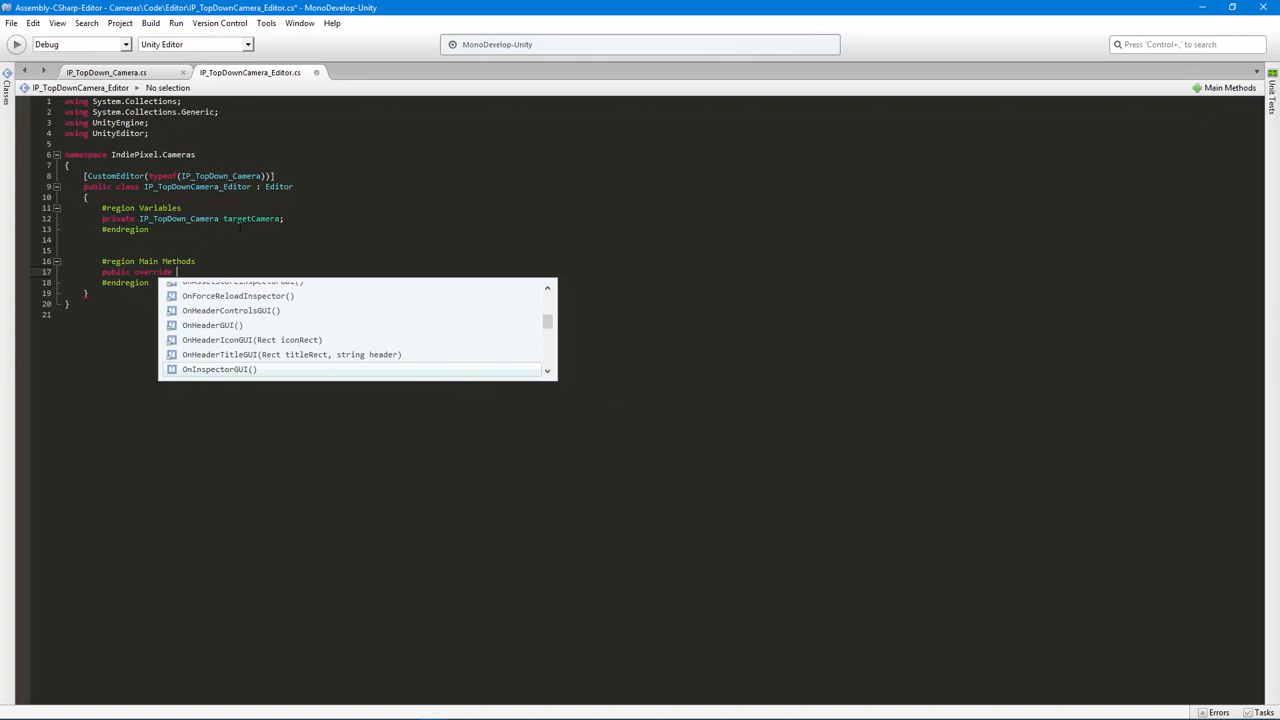 Assembly-CSharp-Editor - Cameras\Code\Editor\IP_TopDownCamera_Editor.cs* - MonoDevelop-Unity
File Edit View Search Project Build Run Version Control Tools Window Help
Debug Unity Editor MonoDevelop-Unity Press 'Control+,' to search
IP_TopDown_Camera.cs IP_TopDownCamera_Editor.cs
IP_TopDownCamera_Editor No selection Main Methods
Classes
Unit Tests
1 using System.Collections;
2 using System.Collections.Generic;
3 using UnityEngine;
4 using UnityEditor;
5
6 namespace IndiePixel.Cameras
7 {
8 [CustomEditor(typeof(IP_TopDown_Camera))]
9 public class IP_TopDownCamera_Editor : Editor
10 {
11 #region Variables
12 private IP_TopDown_Camera targetCamera;
13 #endregion
14
15
16 #region Main Methods
17 public override
18 #endregion
19 }
20 }
21
OnAssetStoreInspectorGUI()
OnForceReloadInspector()
OnHeaderControlsGUI()
OnHeaderGUI()
OnHeaderIconGUI(Rect iconRect)
OnHeaderTitleGUI(Rect titleRect, string header)
OnInspectorGUI()
Errors Tasks